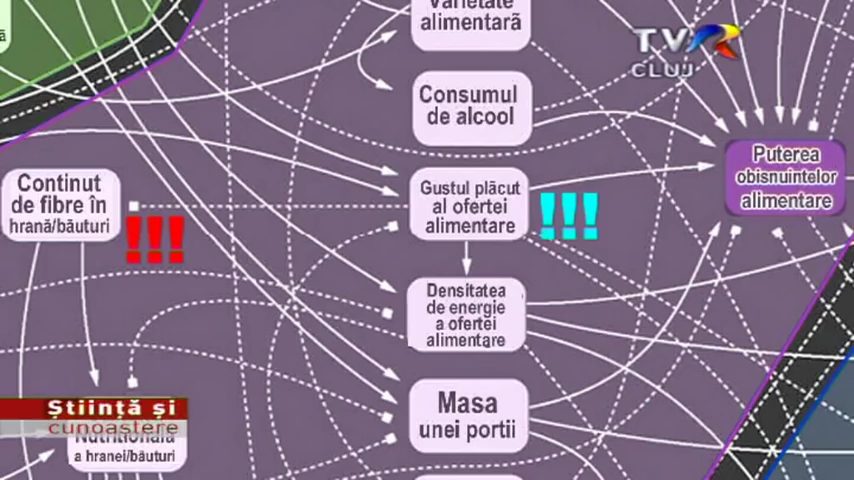 Varietate
alimentară
TVR
CLUJ
Consumul
de alcool
Puterea
obisnuintelor
alimentare
Continut
de fibre în
hrană/băuturi
!!!
Gustul plăcut
al ofertei
alimentare
!!!
Densitatea
de energie
a ofertei
alimentare
Masa
unei portii
Știință și
cunoaștere
Nutritionala
a hranei/băuturi